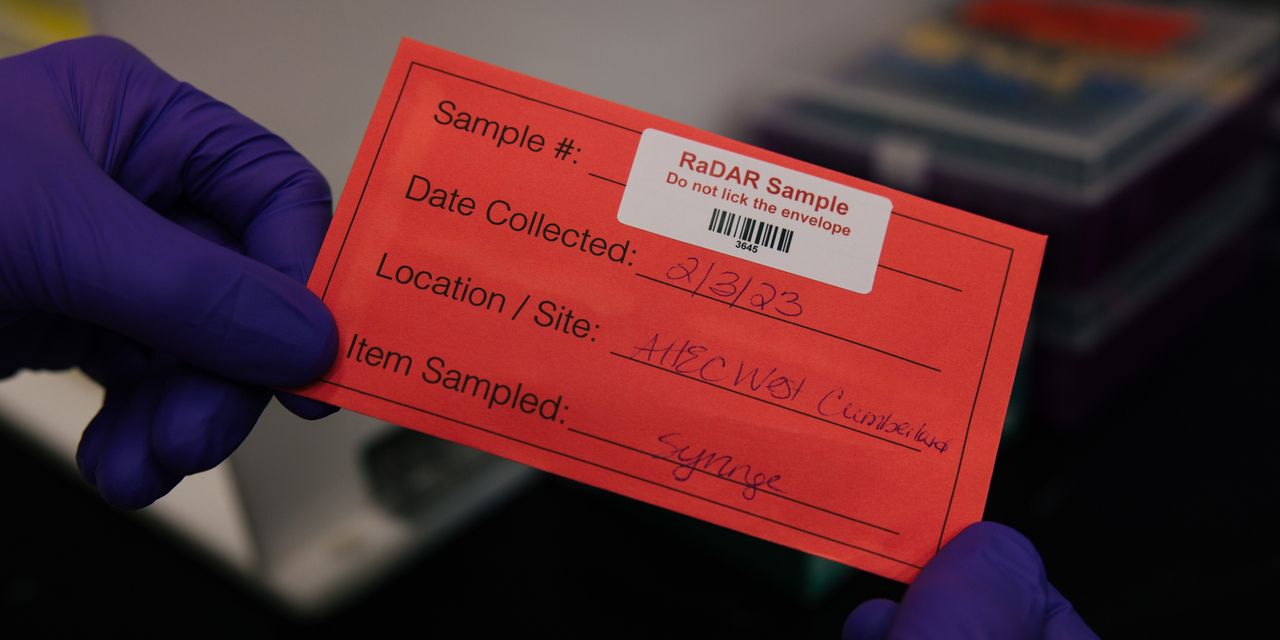 Sample #:
RaDAR Sample
Do not lick the envelope
3645
Date Collected: 2/3/23
Location / Site: AHEC West Cumberland
Item Sampled: Syringe